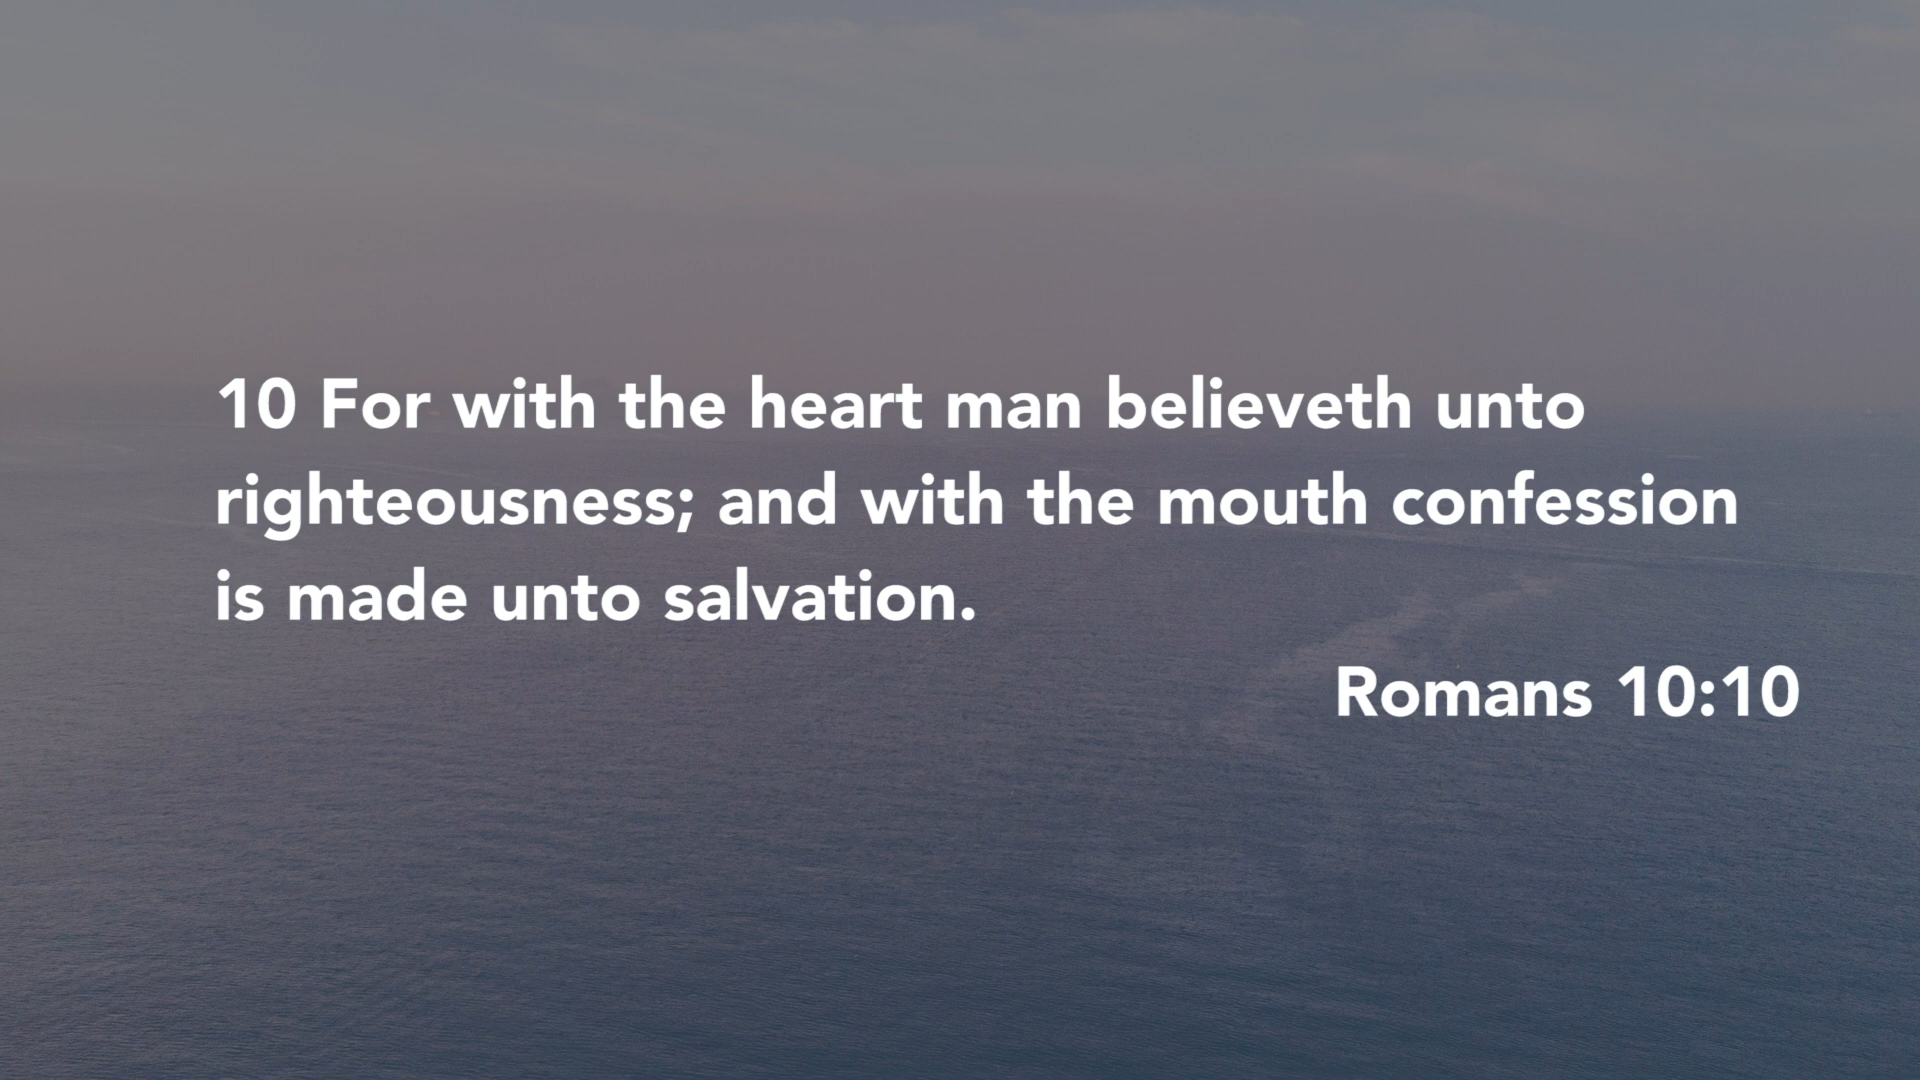 10 For with the heart man believeth unto
righteousness; and with the mouth confession
is made unto salvation.
Romans 10:10